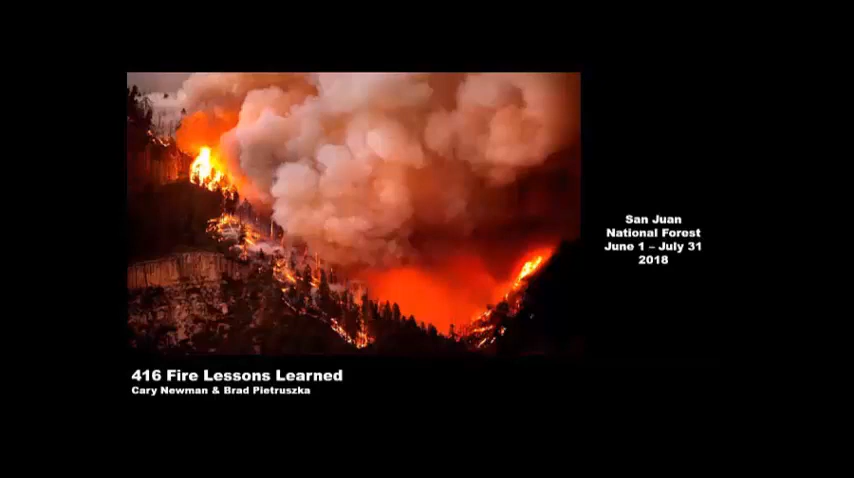 San Juan
National Forest
June 1 – July 31
2018
416 Fire Lessons Learned
Cary Newman & Brad Pietruszka